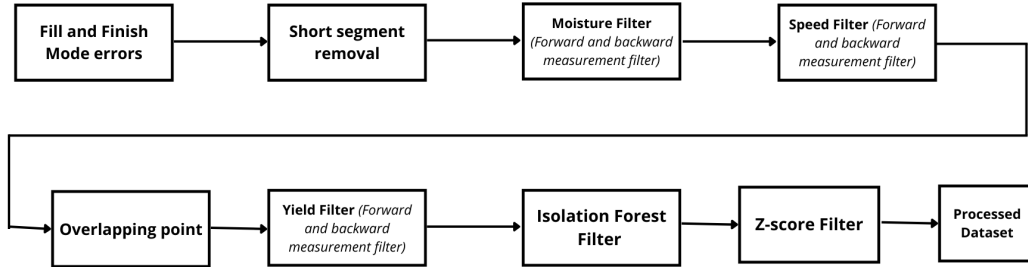 Fill and Finish
Mode errors
Short segment
removal
Moisture Filter
(Forward and backward
measurement filter)
Speed Filter (Forward
and backward
measurement filter)
Overlapping point
Yield Filter (Forward
and backward
measurement filter)
Isolation Forest
Filter
Z-score Filter
Processed
Dataset